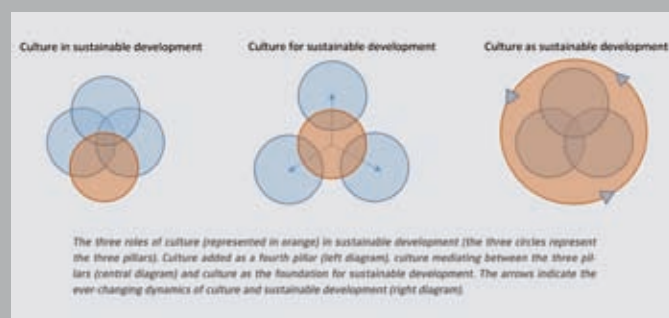 Culture in sustainable development
Culture for sustainable development
Culture as sustainable development
The three roles of culture (represented in orange) in sustainable development (the three circles represent
the three pillars). Culture added as a fourth pillar (left diagram), culture mediating between the three pil-
lars (central diagram) and culture as the foundation for sustainable development. The arrows indicate the
ever-changing dynamics of culture and sustainable development (right diagram).